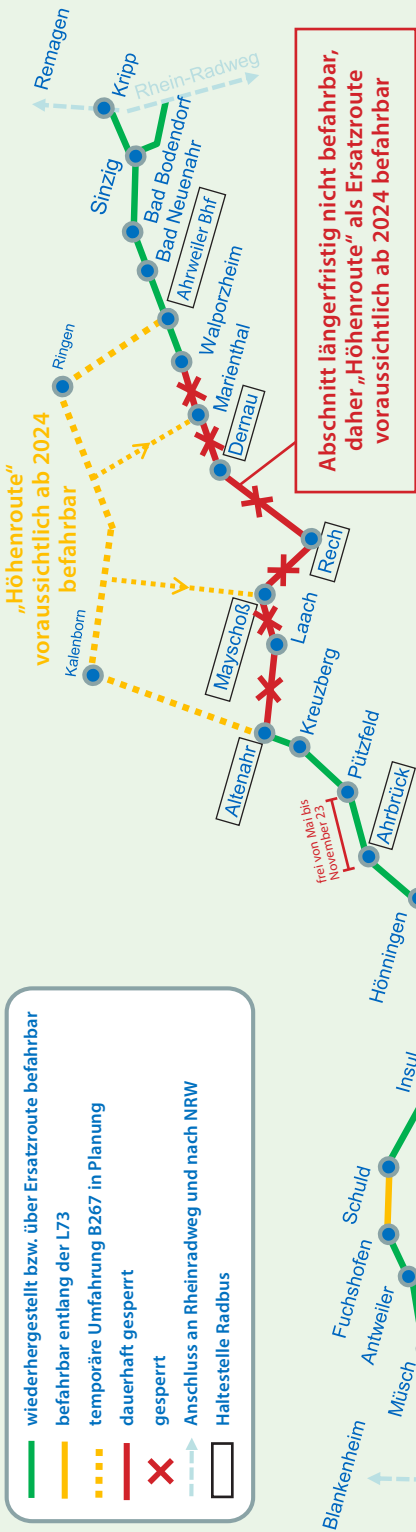 wiederhergestellt bzw. über Ersatzroute befahrbar
befahrbar entlang der L73
temporäre Umfahrung B267 in Planung
dauerhaft gesperrt
gesperrt
Anschluss an Rheinradweg und nach NRW
Haltestelle Radbus
„Höhenroute“
voraussichtlich ab 2024
befahrbar
Kalenborn
Ringen
Remagen
Kripp
Rhein-Radweg
Sinzig
Bad Bodendorf
Bad Neuenahr
Ahrweiler Bhf
Walporzheim
Marienthal
Dernau
Rech
Mayschoß
Laach
Altenahr
Kreuzberg
Pützfeld
frei von Mai bis
November 23
Ahrbrück
Hönningen
Insul
Schuld
Fuchshofen
Antweiler
Müsch
Blankenheim
Abschnitt längerfristig nicht befahrbar,
daher „Höhenroute“ als Ersatzroute
voraussichtlich ab 2024 befahrbar